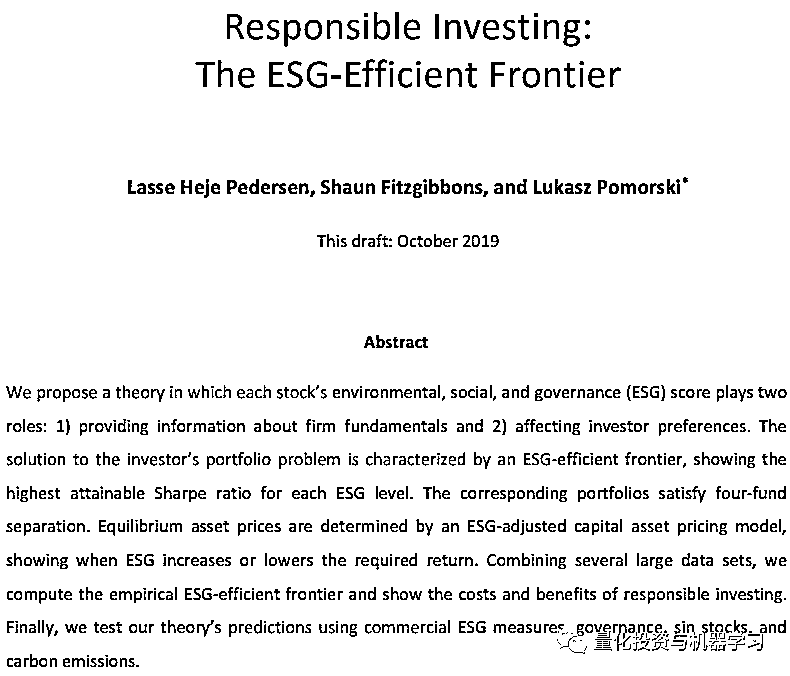 Responsible Investing:
The ESG-Efficient Frontier
Lasse Heje Pedersen, Shaun Fitzgibbons, and Lukasz Pomorski*
This draft: October 2019
Abstract
We propose a theory in which each stock's environmental, social, and governance (ESG) score plays two
roles: 1) providing information about firm fundamentals and 2) affecting investor preferences. The
solution to the investor's portfolio problem is characterized by an ESG-efficient frontier, showing the
highest attainable Sharpe ratio for each ESG level. The corresponding portfolios satisfy four-fund
separation. Equilibrium asset prices are determined by an ESG-adjusted capital asset pricing model,
showing when ESG increases or lowers the required return. Combining several large data sets, we
compute the empirical ESG-efficient frontier and show the costs and benefits of responsible investing.
Finally, we test our theory's predictions using commercial ESG measures, governance, sin stocks, and
carbon emissions.
量化投资与机器学习